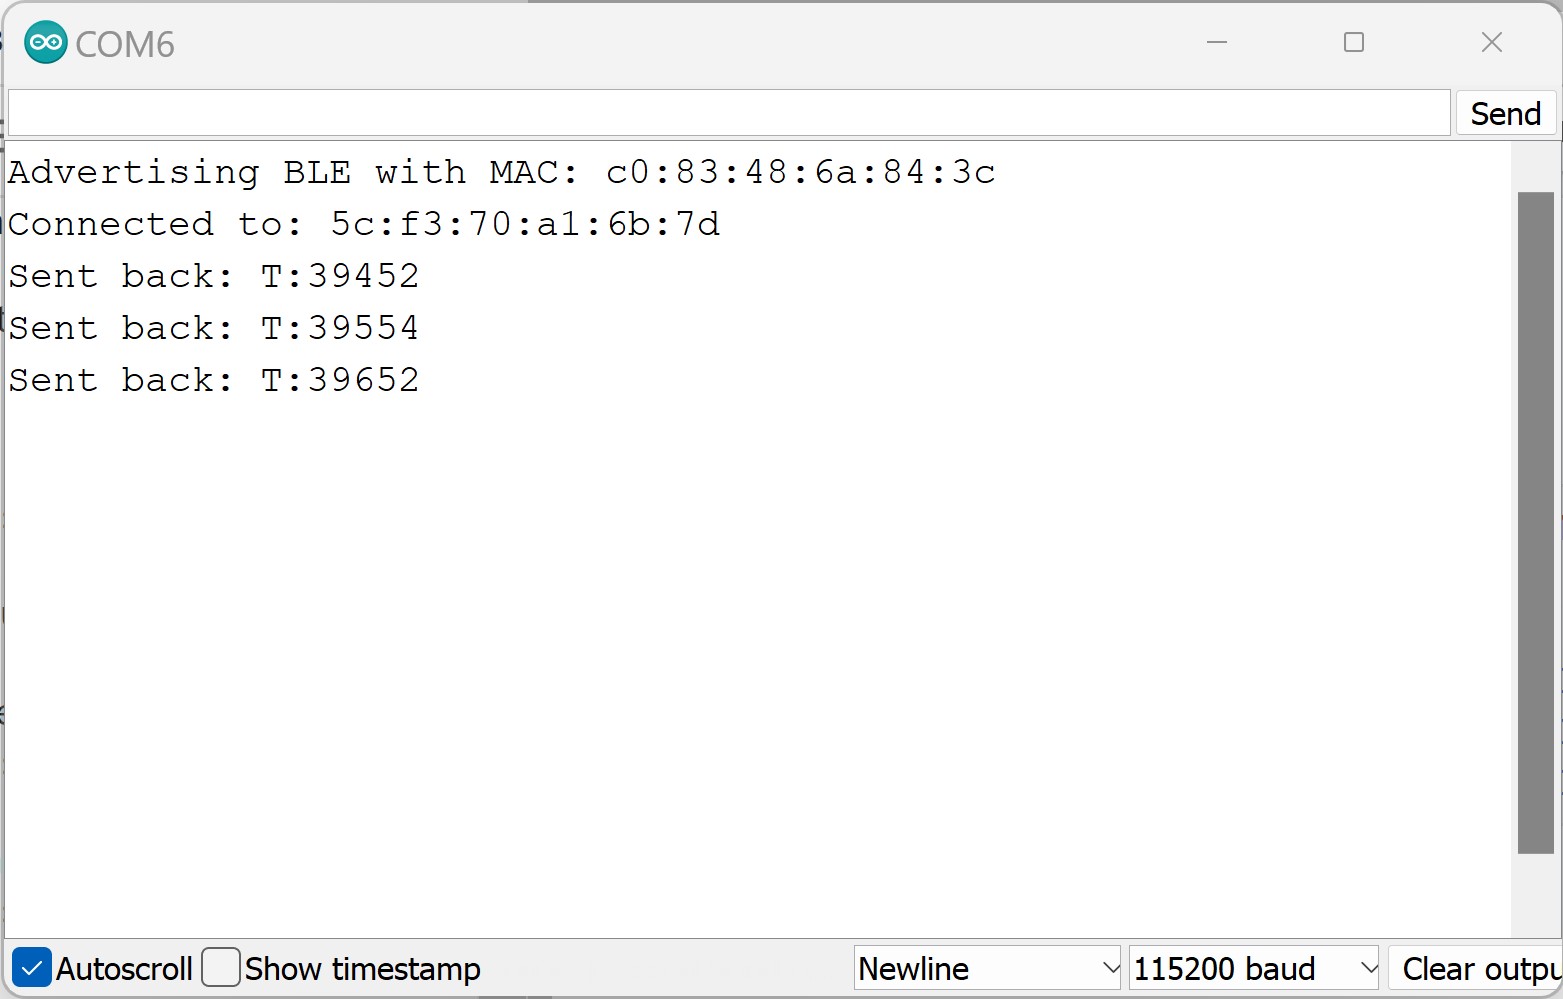 COM6
Send
Advertising BLE with MAC: c0:83:48:6a:84:3c
Connected to: 5c:f3:70:a1:6b:7d
Sent back: T:39452
Sent back: T:39554
Sent back: T:39652
Autoscroll Show timestamp Newline 115200 baud Clear outpu